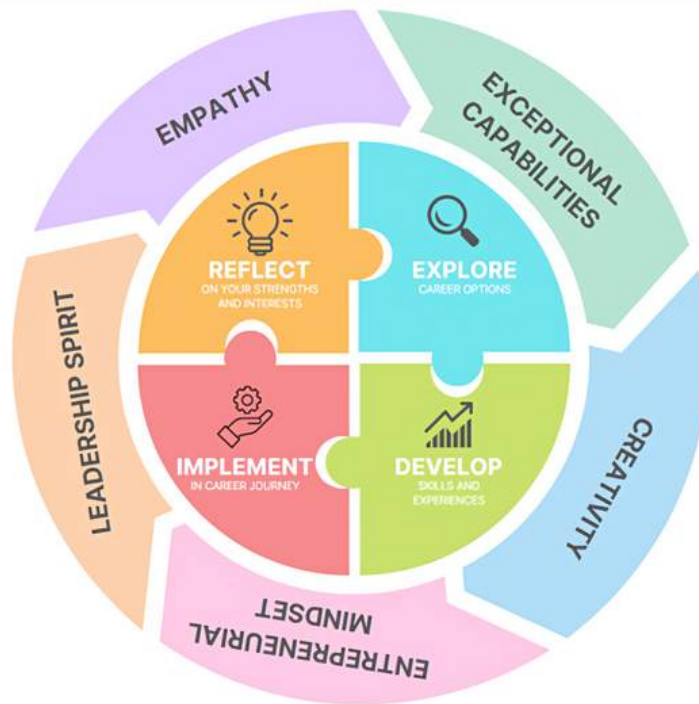 EMPATHY
EXCEPTIONAL
CAPABILITIES
CREATIVITY
ENTREPRENEURIAL
MINDSET
LEADERSHIP SPIRIT
REFLECT
ON YOUR STRENGTHS
AND INTERESTS
EXPLORE
CAREER OPTIONS
DEVELOP
SKILLS AND
EXPERIENCES
IMPLEMENT
IN CAREER JOURNEY